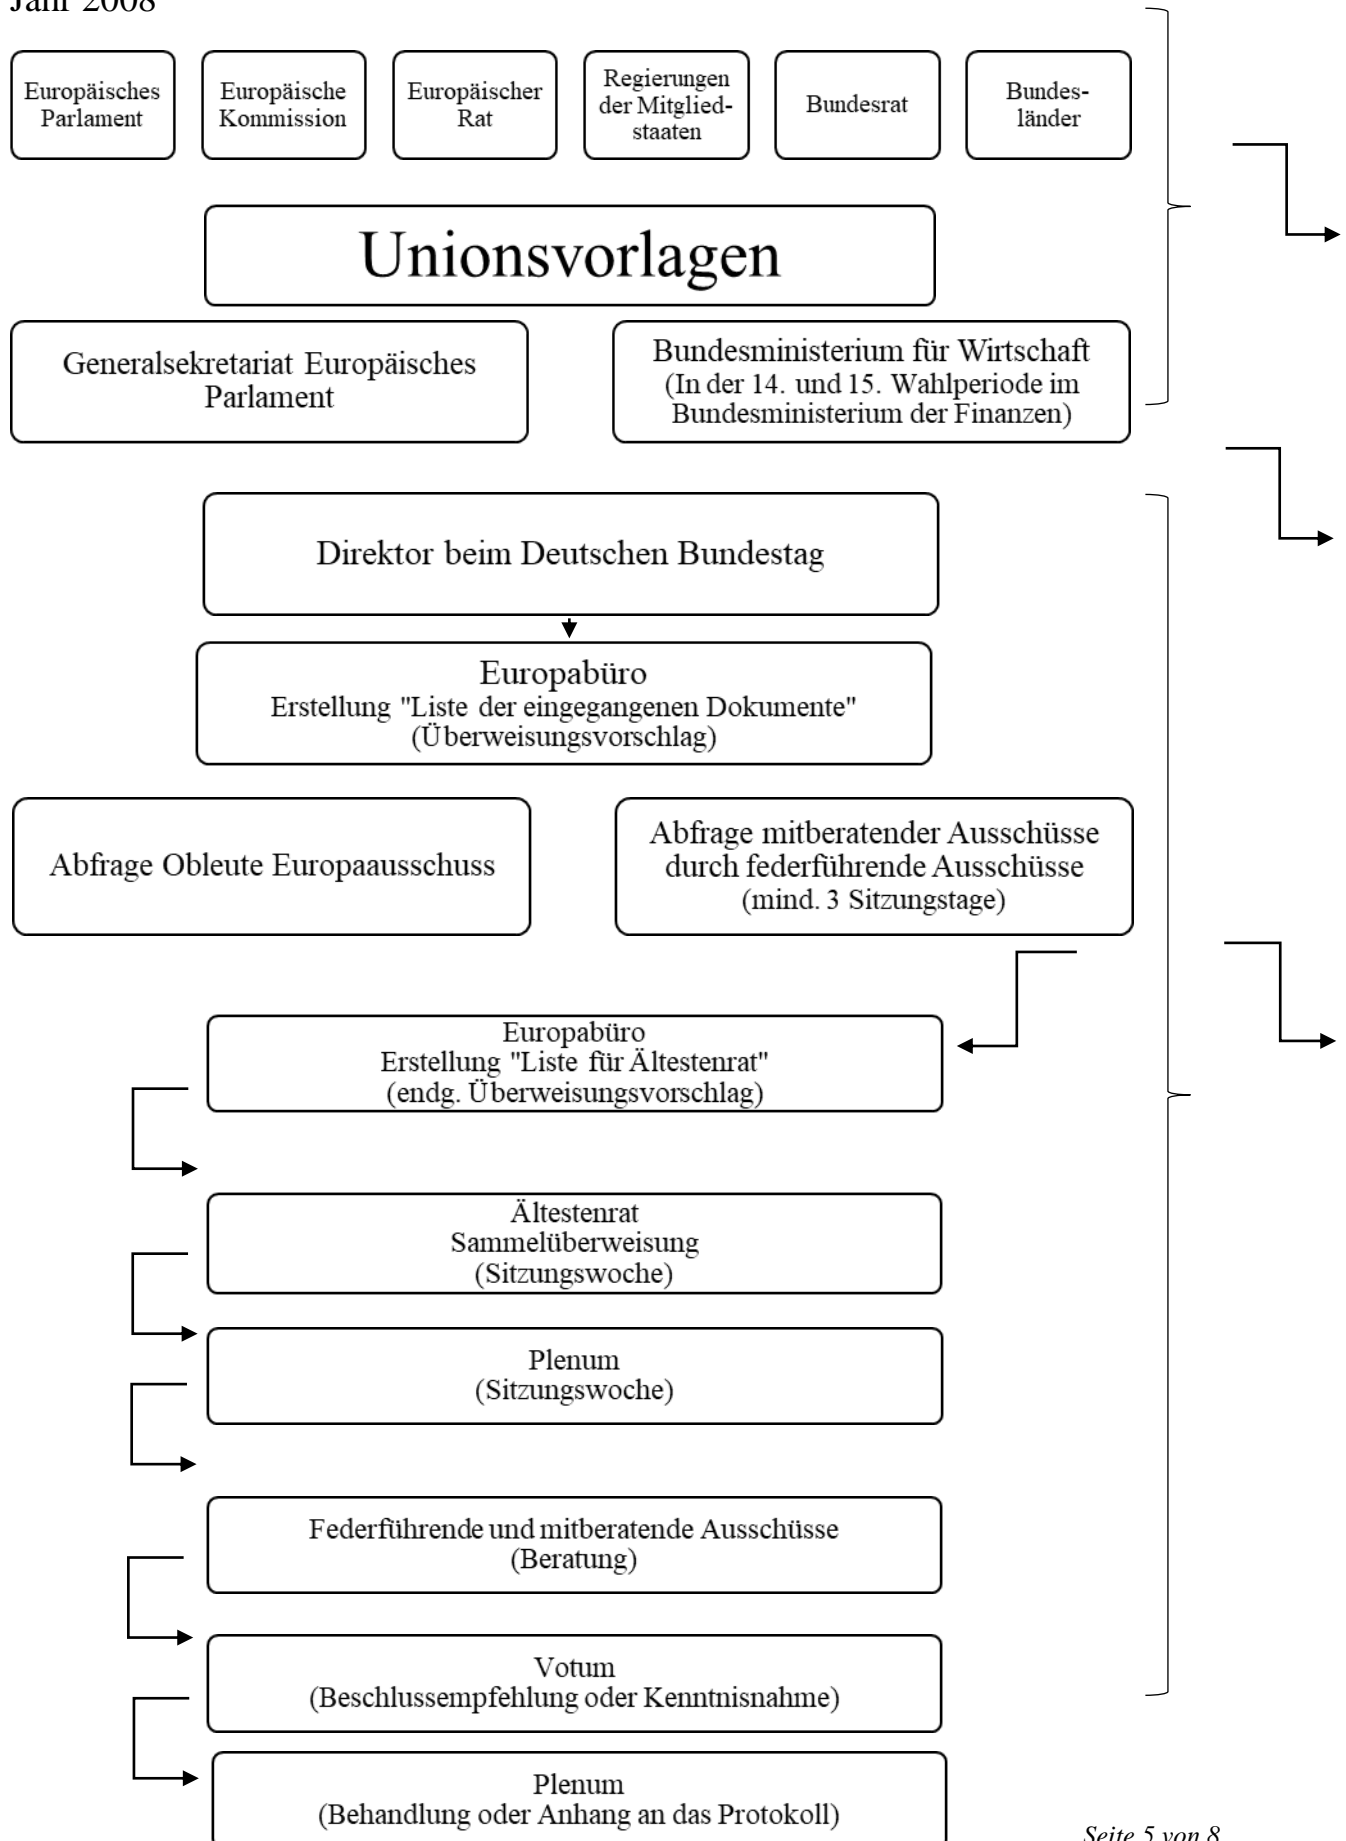 Jahr 2008
Europäisches
Parlament
Europäische
Kommission
Europäischer
Rat
Regierungen
der Mitglied-
staaten
Bundesrat
Bundes-
länder
Unionsvorlagen
Generalsekretariat Europäisches
Parlament
Bundesministerium für Wirtschaft
(In der 14. und 15. Wahlperiode im
Bundesministerium der Finanzen)
Direktor beim Deutschen Bundestag
Europabüro
Erstellung "Liste der eingegangenen Dokumente"
(Überweisungsvorschlag)
Abfrage Obleute Europaausschuss
Abfrage mitberatender Ausschüsse
durch federführende Ausschüsse
(mind. 3 Sitzungstage)
Europabüro
Erstellung "Liste für Ältestenrat"
(endg. Überweisungsvorschlag)
Ältestenrat
Sammelüberweisung
(Sitzungswoche)
Plenum
(Sitzungswoche)
Federführende und mitberatende Ausschüsse
(Beratung)
Votum
(Beschlussempfehlung oder Kenntnisnahme)
Plenum
(Behandlung oder Anhang an das Protokoll)
Seite 5 von 8